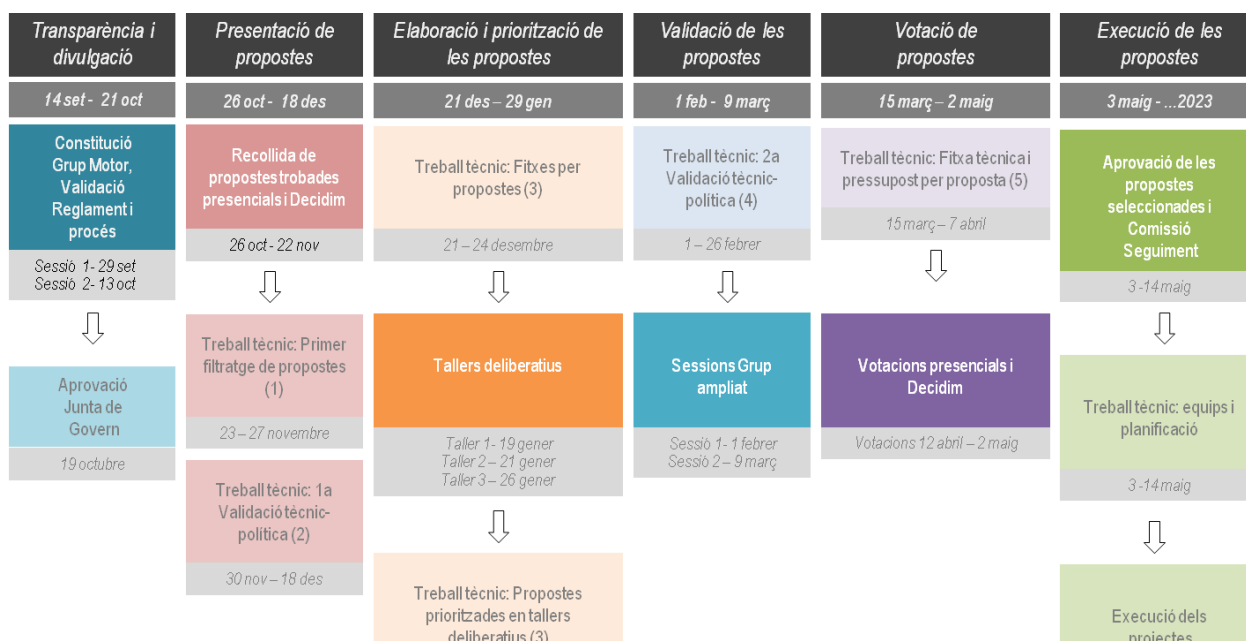 Transparència i
divulgació
14 set - 21 oct
Constitució
Grup Motor,
Validació
Reglament i
procés
Sessió 1- 29 set
Sessió 2- 13 oct
Aprovació
Junta de
Govern
19 octubre
Presentació de
propostes
26 oct - 18 des
Recollida de
propostes trobades
presencials i Decidim
26 oct - 22 nov
Treball tècnic: Primer
filtratge de propostes
(1)
23 – 27 novembre
Treball tècnic: 1a
Validació tècnic-
política (2)
30 nov – 18 des
Elaboració i priorització de
les propostes
21 des – 29 gen
Treball tècnic: Fitxes per
propostes (3)
21 – 24 desembre
Tallers deliberatius
Taller 1- 19 gener
Taller 2 – 21 gener
Taller 3 – 26 gener
Treball tècnic: Propostes
prioritzades en tallers
deliberatius (3)
Validació de les
propostes
1 feb - 9 març
Treball tècnic: 2a
Validació tècnic-
política (4)
1 – 26 febrer
Sessions Grup
ampliat
Sessió 1- 1 febrer
Sessió 2 – 9 març
Votació de
propostes
15 març – 2 maig
Treball tècnic: Fitxa tècnica i
pressupost per proposta (5)
15 març – 7 abril
Votacions presencials i
Decidim
Votacions 12 abril – 2 maig
Execució de les
propostes
3 maig - ...2023
Aprovació de les
propostes
seleccionades i
Comissió
Seguiment
3 -14 maig
Treball tècnic: equips i
planificació
3 -14 maig
Execució dels
projectes